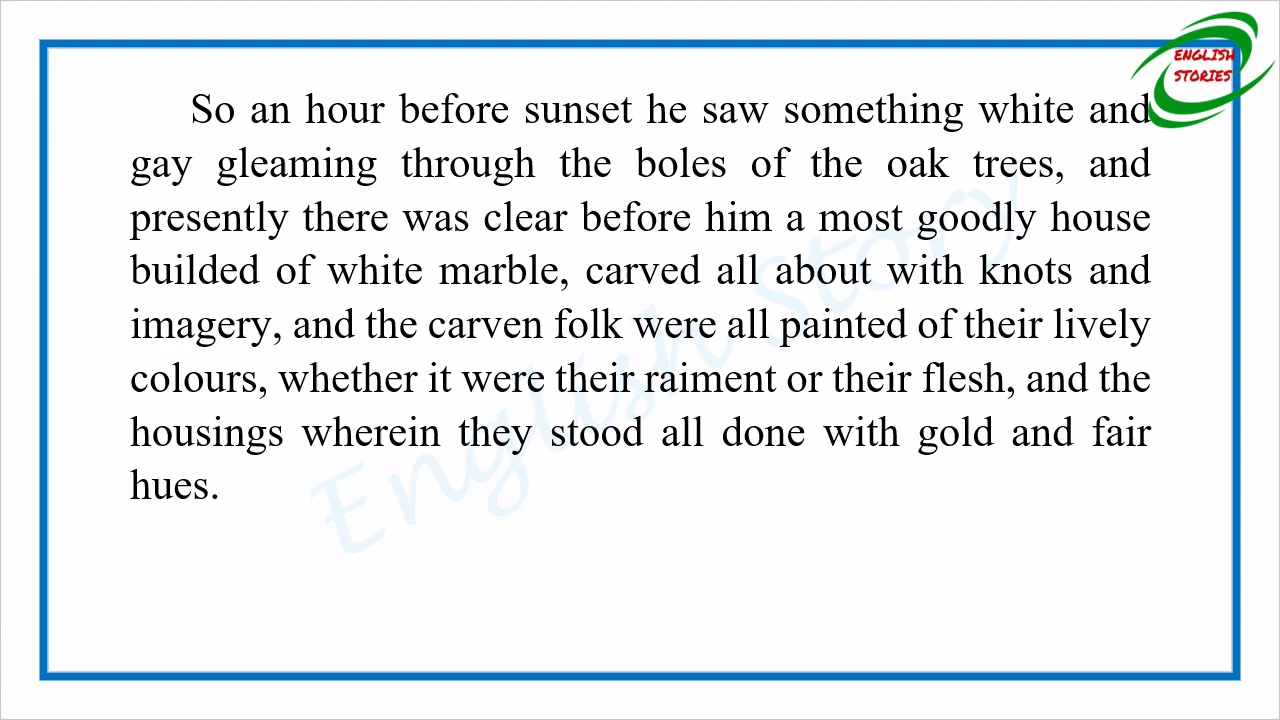 ENGLISH
STORIES
So an hour before sunset he saw something white and
gay gleaming through the boles of the oak trees, and
presently there was clear before him a most goodly house
builded of white marble, carved all about with knots and
imagery, and the carven folk were all painted of their lively
colours, whether it were their raiment or their flesh, and the
housings wherein they stood all done with gold and fair
hues.
English Story